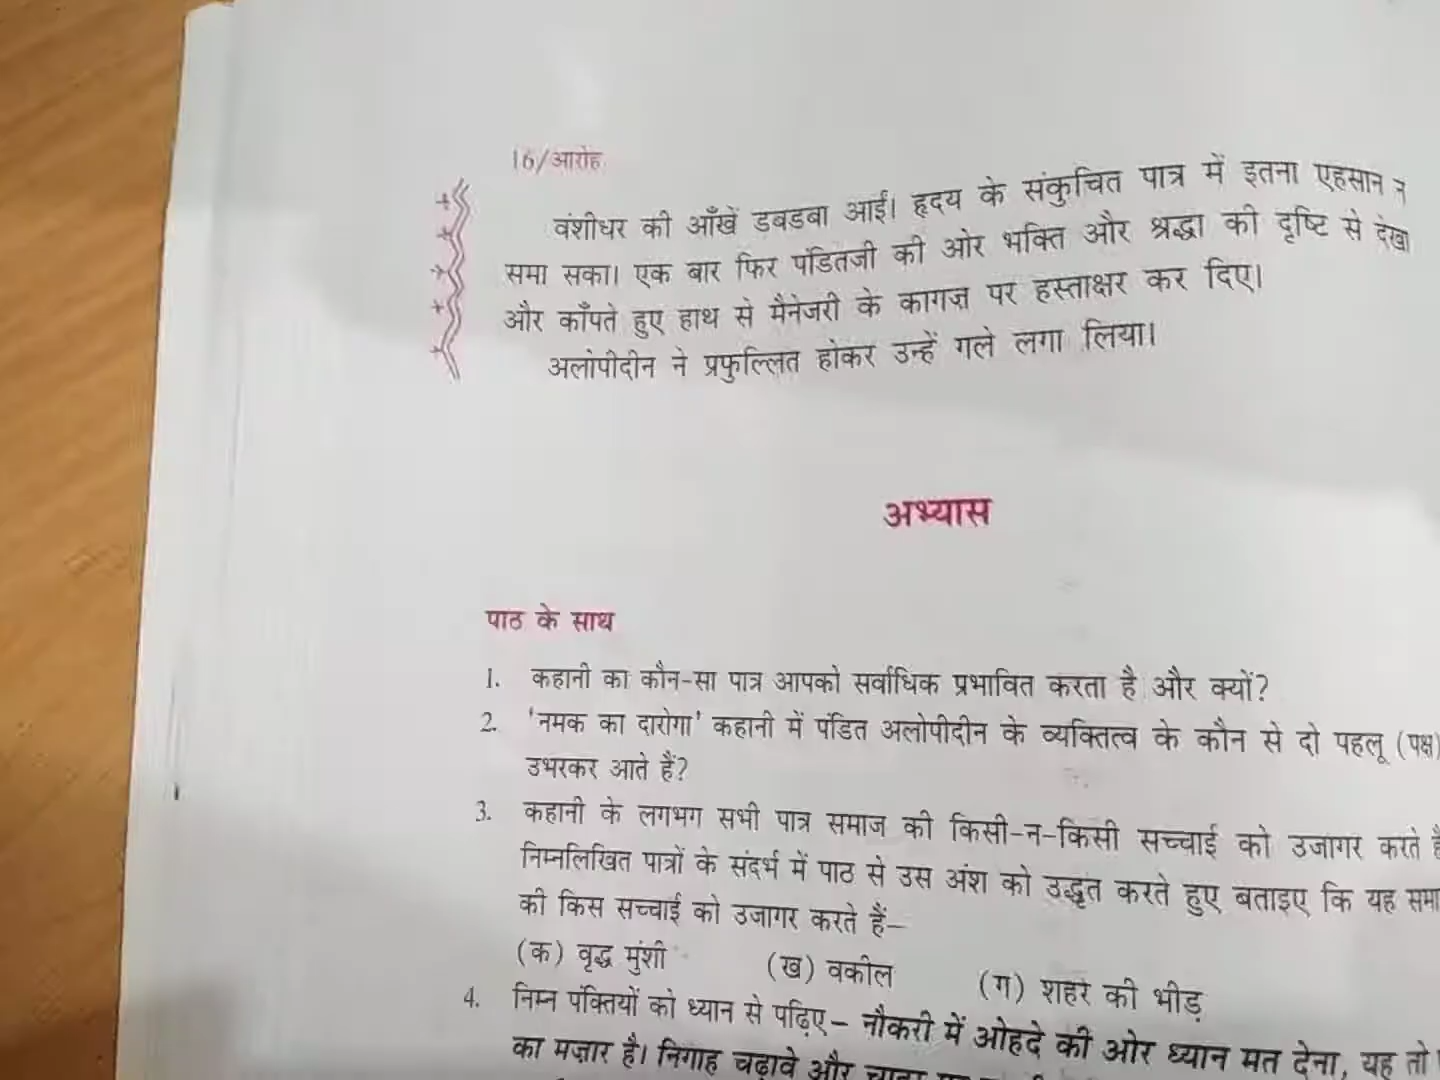 16/आरोह
वंशीधर की आँखें डबडबा आईं। हृदय के संकुचित पात्र में इतना एहसान न
समा सका। एक बार फिर पंडितजी की ओर भक्ति और श्रद्धा की दृष्टि से देखा
और काँपते हुए हाथ से मैनेजरी के कागज़ पर हस्ताक्षर कर दिए।
अलोपीदीन ने प्रफुल्लित होकर उन्हें गले लगा लिया।
अभ्यास
पाठ के साथ
1. कहानी का कौन-सा पात्र आपको सर्वाधिक प्रभावित करता है और क्यों?
2. 'नमक का दारोगा' कहानी में पंडित अलोपीदीन के व्यक्तित्व के कौन से दो पहलू (पक्ष)
उभरकर आते हैं?
3. कहानी के लगभग सभी पात्र समाज की किसी-न-किसी सच्चाई को उजागर करते
निम्नलिखित पात्रों के संदर्भ में पाठ से उस अंश को उद्धृत करते हुए बताइए कि यह समा
की किस सच्चाई को उजागर करते हैं–
(क) वृद्ध मुंशी (ख) वकील (ग) शहर की भीड़
4. निम्न पंक्तियों को ध्यान से पढ़िए– नौकरी में ओहदे की ओर ध्यान मत देना, यह तो
का मज़ार है। निगाह चढ़ावे और